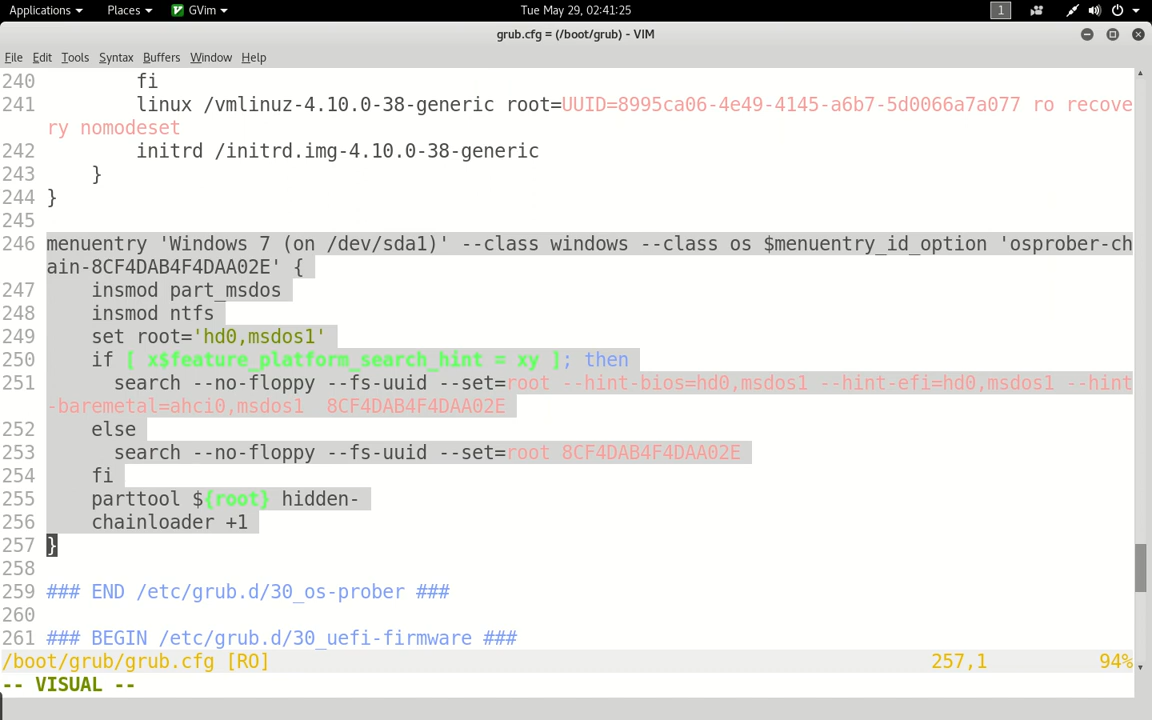 Applications Places GVim Tue May 29, 02:41:25 1
grub.cfg = (/boot/grub) - VIM
File Edit Tools Syntax Buffers Window Help
240 fi
241 linux /vmlinuz-4.10.0-38-generic root=UUID=8995ca06-4e49-4145-a6b7-5d0066a7a077 ro recove
ry nomodeset
242 initrd /initrd.img-4.10.0-38-generic
243 }
244 }
245
246 menuentry 'Windows 7 (on /dev/sda1)' --class windows --class os $menuentry_id_option 'osprober-ch
ain-8CF4DAB4F4DAA02E' {
247 insmod part_msdos
248 insmod ntfs
249 set root='hd0,msdos1'
250 if [ x$feature_platform_search_hint = xy ]; then
251 search --no-floppy --fs-uuid --set=root --hint-bios=hd0,msdos1 --hint-efi=hd0,msdos1 --hint
-baremetal=ahci0,msdos1  8CF4DAB4F4DAA02E
252 else
253 search --no-floppy --fs-uuid --set=root 8CF4DAB4F4DAA02E
254 fi
255 parttool ${root} hidden-
256 chainloader +1
257 }
258
259 ### END /etc/grub.d/30_os-prober ###
260
261 ### BEGIN /etc/grub.d/30_uefi-firmware ###
/boot/grub/grub.cfg [RO] 257,1 94%
-- VISUAL --